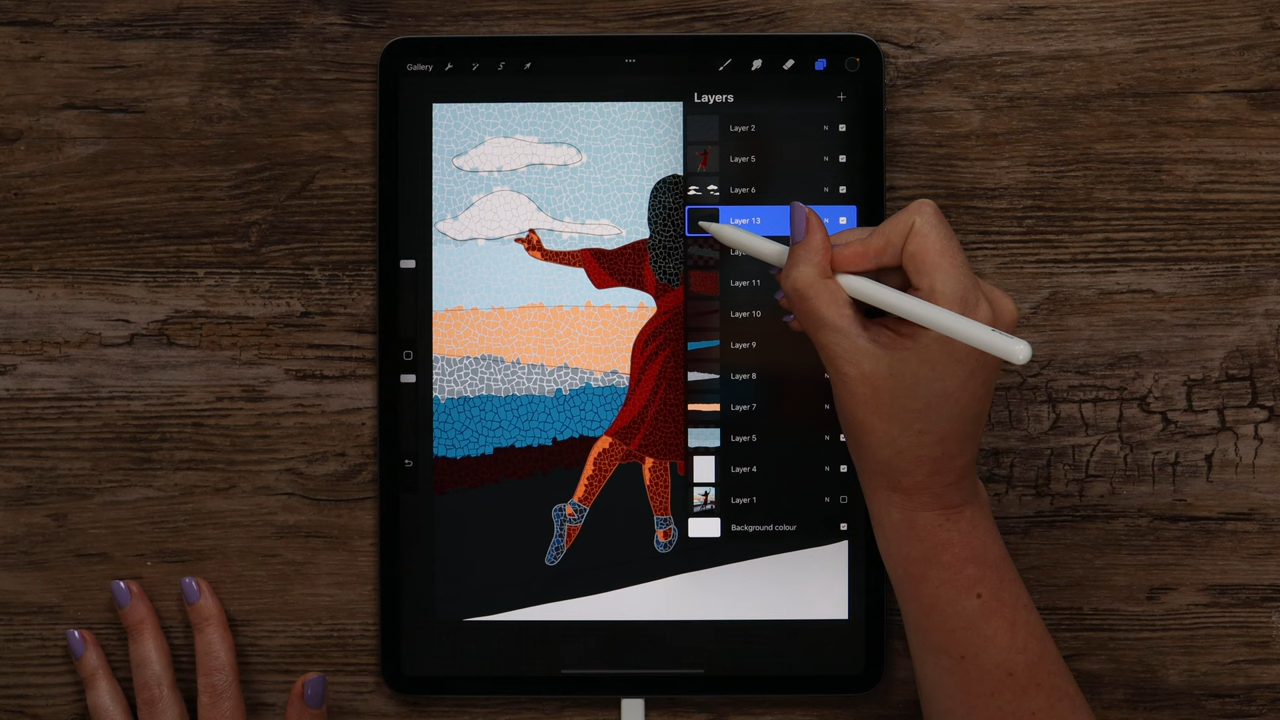 Gallery
Layers
Layer 2 N
Layer 5 N
Layer 6 N
Layer 13 N
Layer 11
Layer 10
Layer 9
Layer 8 N
Layer 7 N
Layer 5
Layer 4 N
Layer 1 N
Background colour